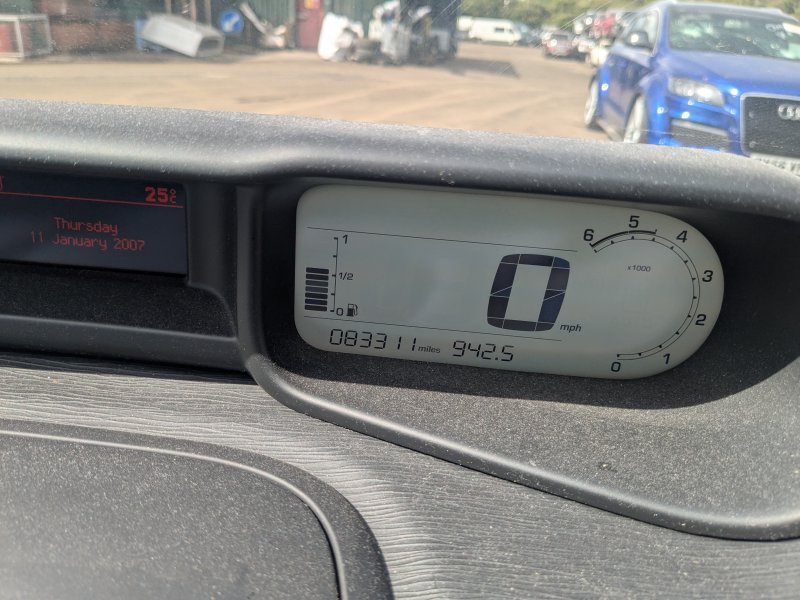 25°C
Thursday
11 January 2007
1
1/2
0
0 mph
083311 miles 942.5
6 5 4
x1000
3
2
0 1